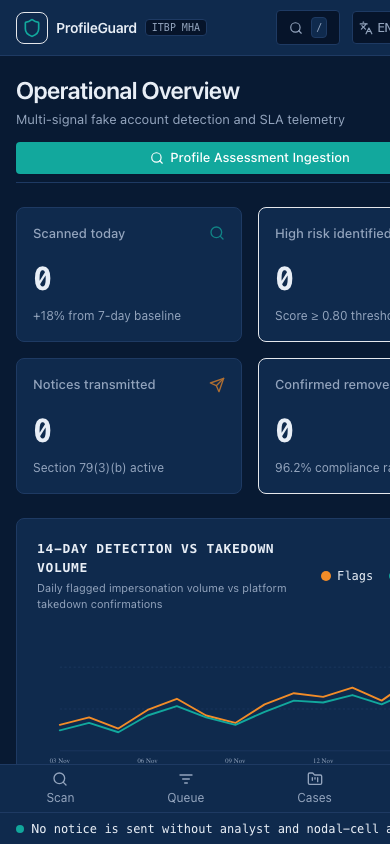 ProfileGuard ITBP MHA / EN
Operational Overview
Multi-signal fake account detection and SLA telemetry
Profile Assessment Ingestion
Scanned today
0
+18% from 7-day baseline
High risk identified
0
Score ≥ 0.80
Notices transmitted
0
Section 79(3)(b) active
Confirmed
0
96.2% compliance
14-DAY DETECTION VS TAKEDOWN
VOLUME
Daily flagged impersonation volume vs platform
takedown confirmations
Flags
03 Nov 06 Nov 09 Nov 12 Nov
Scan Queue Cases
No notice is sent without analyst and nodal-cell